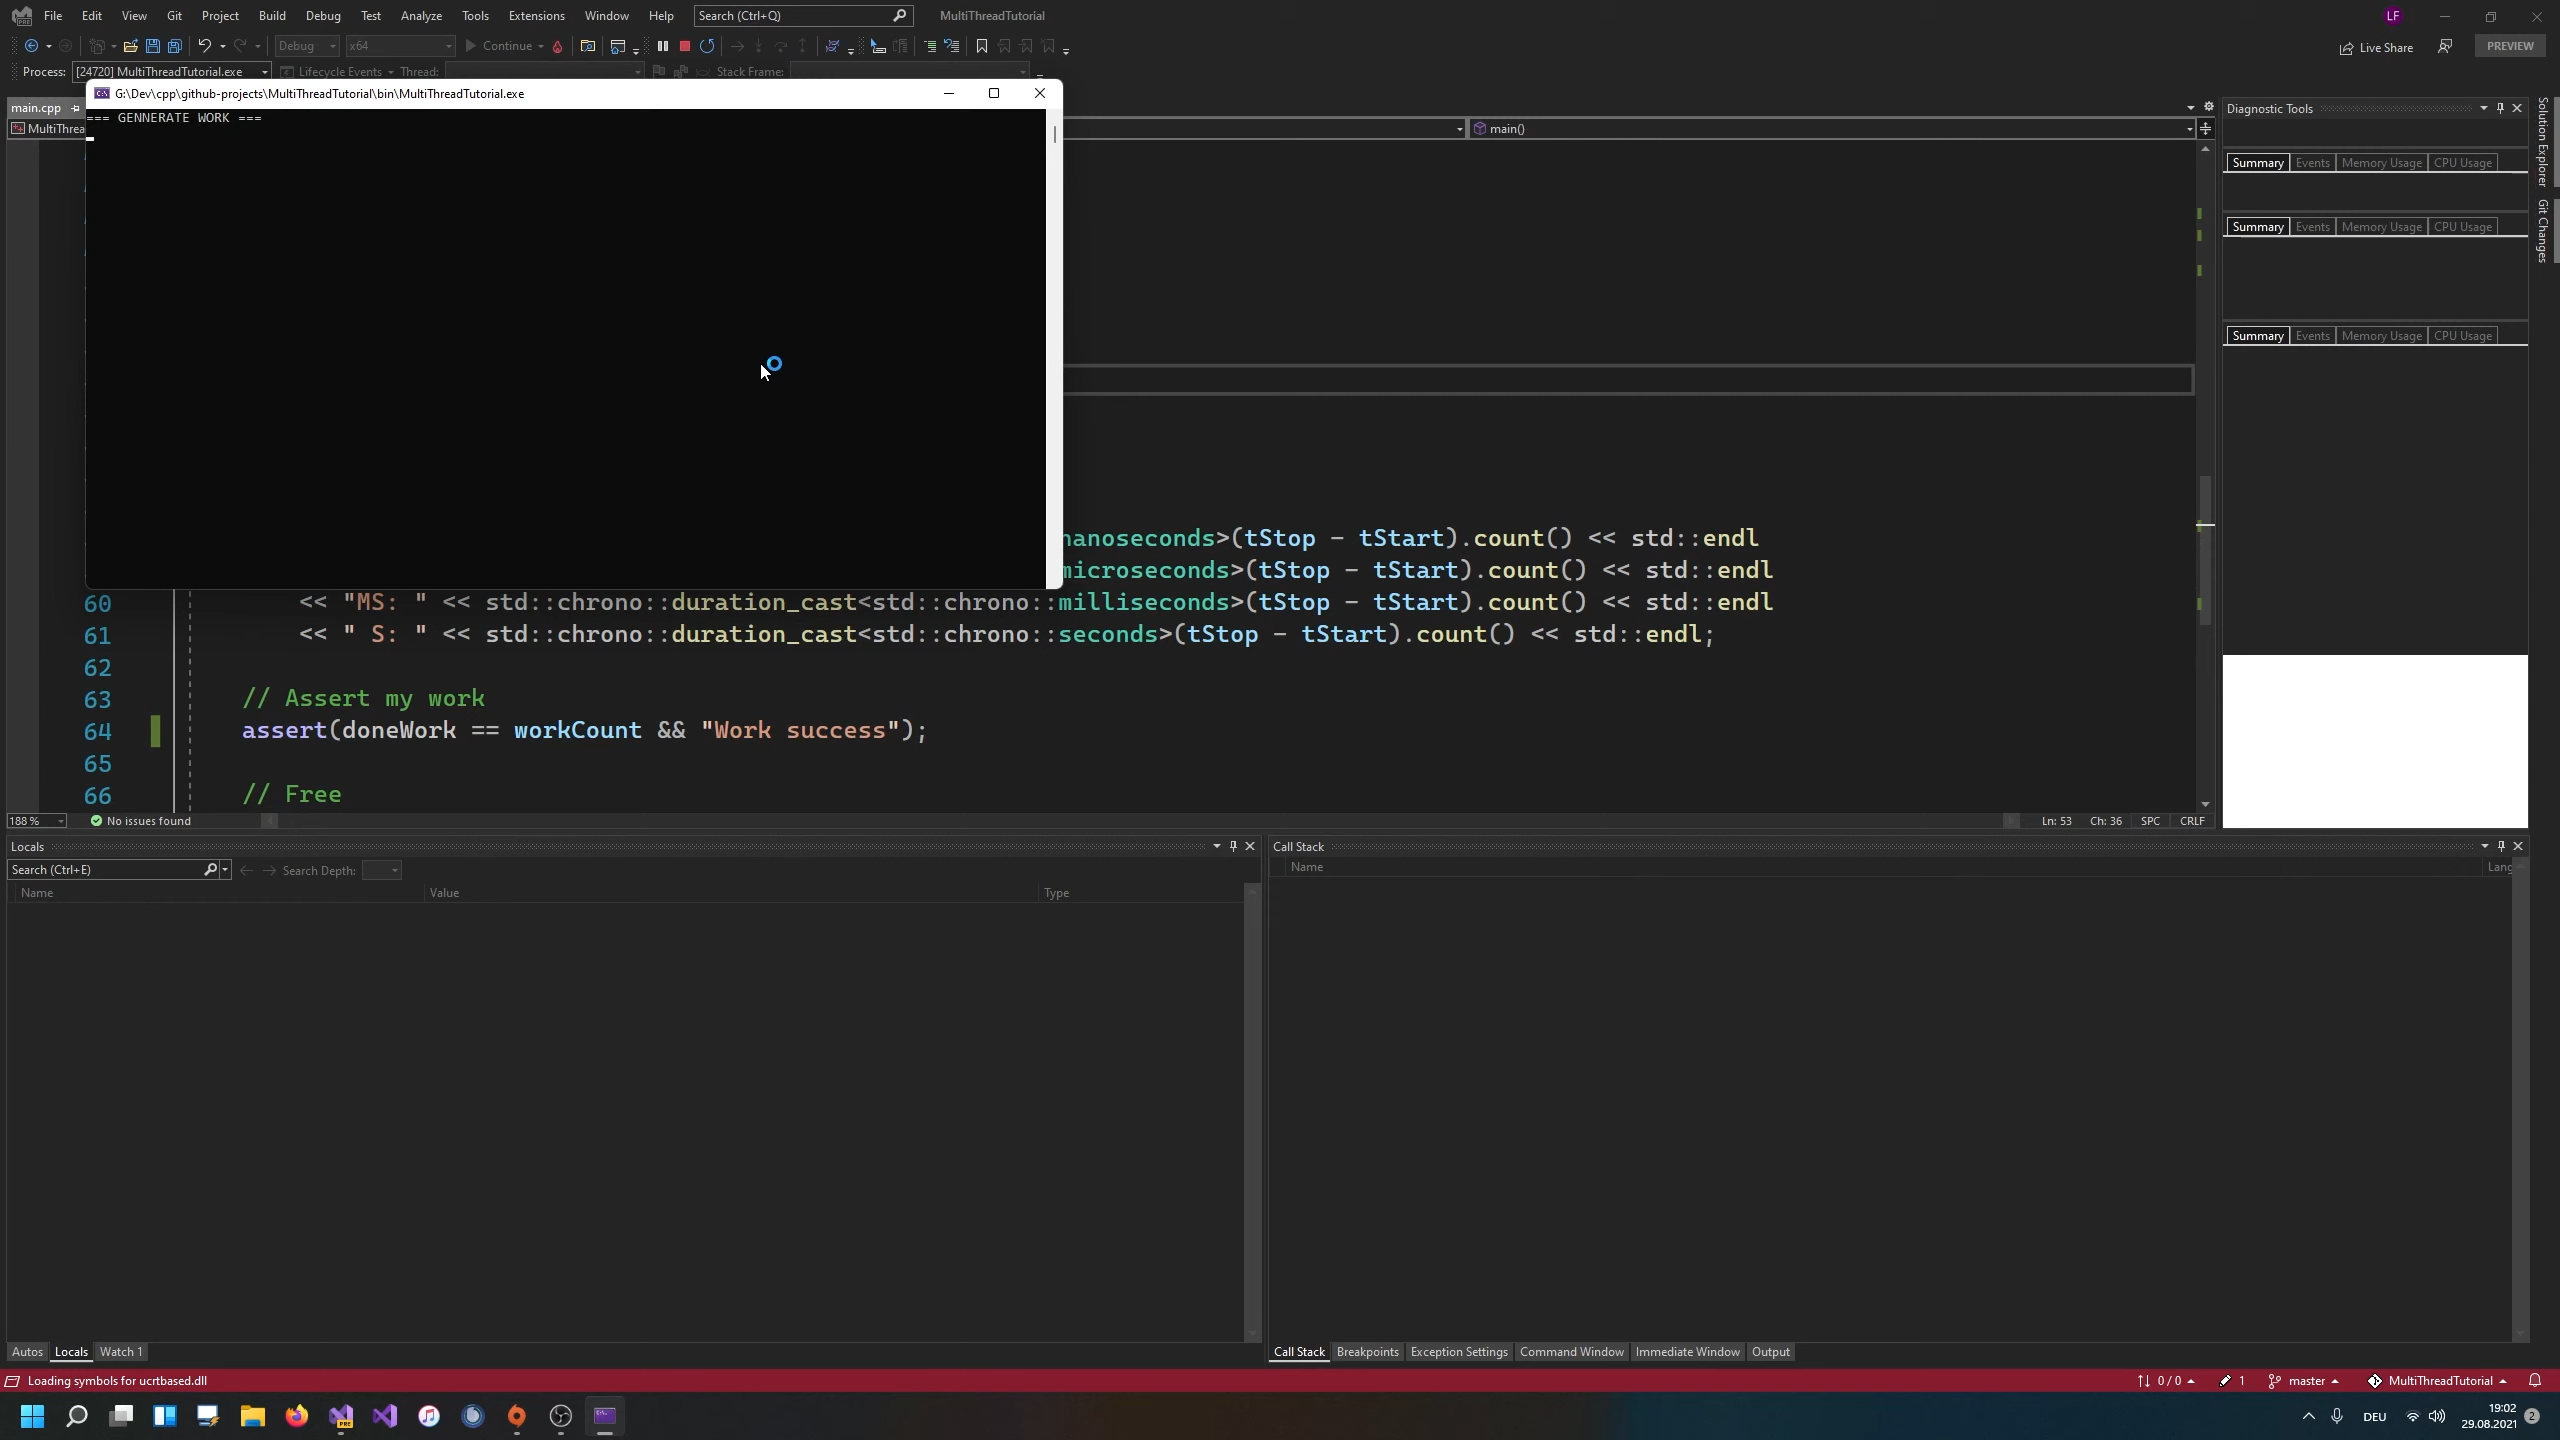 File Edit View Git Project Build Debug Test Analyze Tools Extensions Window Help Search (Ctrl+Q) MultiThreadTutorial LF
Debug x64 Continue Live Share PREVIEW
Process: [24720] MultiThreadTutorial.exe Lifecycle Events Thread: Stack Frame:
G:\Dev\cpp\github-projects\MultiThreadTutorial\bin\MultiThreadTutorial.exe
main.cpp
=== GENNERATE WORK ===
MultiThrea
main()
Diagnostic Tools
Summary Events Memory Usage CPU Usage
Summary Events Memory Usage CPU Usage
Summary Events Memory Usage CPU Usage
Solution Explorer
Git Changes
nanoseconds>(tStop - tStart).count() << std::endl
microseconds>(tStop - tStart).count() << std::endl
60 << "MS: " << std::chrono::duration_cast<std::chrono::milliseconds>(tStop - tStart).count() << std::endl
61 << " S: " << std::chrono::duration_cast<std::chrono::seconds>(tStop - tStart).count() << std::endl;
62
63 // Assert my work
64 assert(doneWork == workCount && "Work success");
65
66 // Free
188 % No issues found Ln: 53 Ch: 36 SPC CRLF
Locals
Search (Ctrl+E) Search Depth:
Name Value Type
Call Stack
Name Lang
Autos Locals Watch 1
Call Stack Breakpoints Exception Settings Command Window Immediate Window Output
Loading symbols for ucrtbased.dll 0 / 0 1 master MultiThreadTutorial
PRE
DEU 19:02
29.08.2021 2